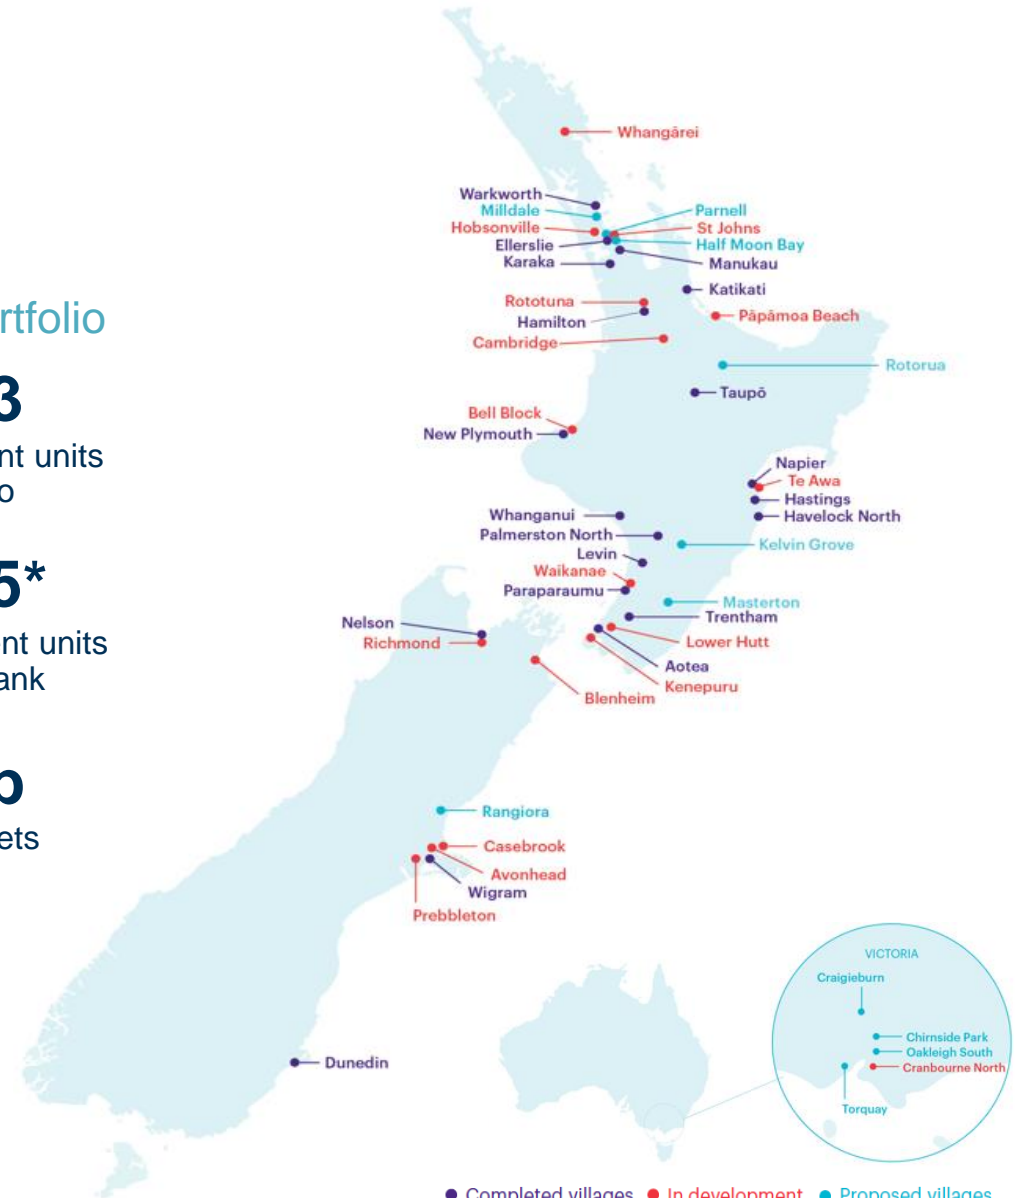 rtfolio
3
nt units
o
5*
nt units
ank
ets
Whangārei
Warkworth
Milldale
Hobsonville
Ellerslie
Karaka
Parnell
St Johns
Half Moon Bay
Manukau
Katikati
Rototuna
Hamilton
Cambridge
Pāpāmoa Beach
Rotorua
Taupō
Bell Block
New Plymouth
Napier
Te Awa
Hastings
Havelock North
Whanganui
Palmerston North
Levin
Waikanae
Paraparaumu
Kelvin Grove
Masterton
Trentham
Lower Hutt
Aotea
Kenepuru
Nelson
Richmond
Blenheim
Rangiora
Casebrook
Avonhead
Wigram
Prebbleton
Dunedin
VICTORIA
Craigieburn
Chirnside Park
Oakleigh South
Cranbourne North
Torquay
Completed villages In development Proposed villages